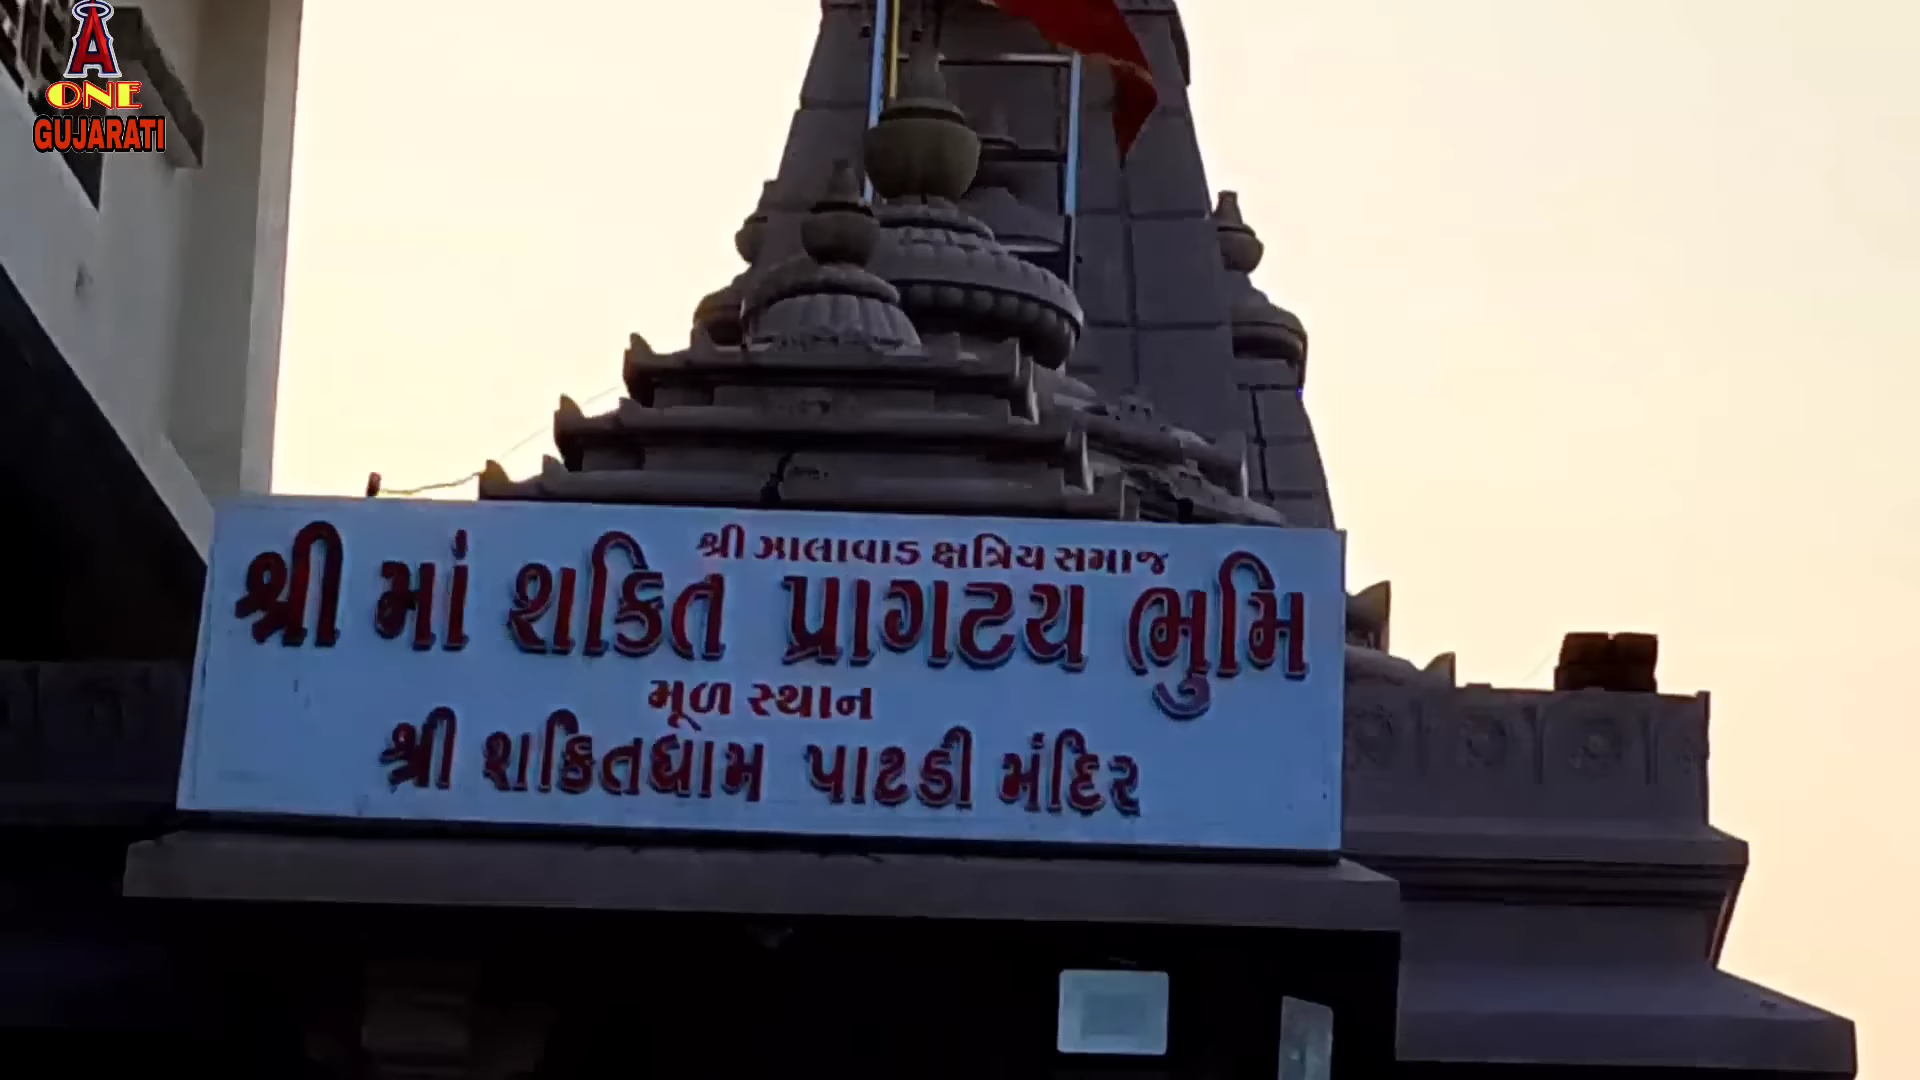 A
ONE
GUJARATI
શ્રી ઝાલાવાડ ક્ષત્રિય સમાજ
શ્રી માં શકિત પ્રાગટય ભુમિ
મૂળ સ્થાન
શ્રી શકિતધામ પાટડી મંદિર